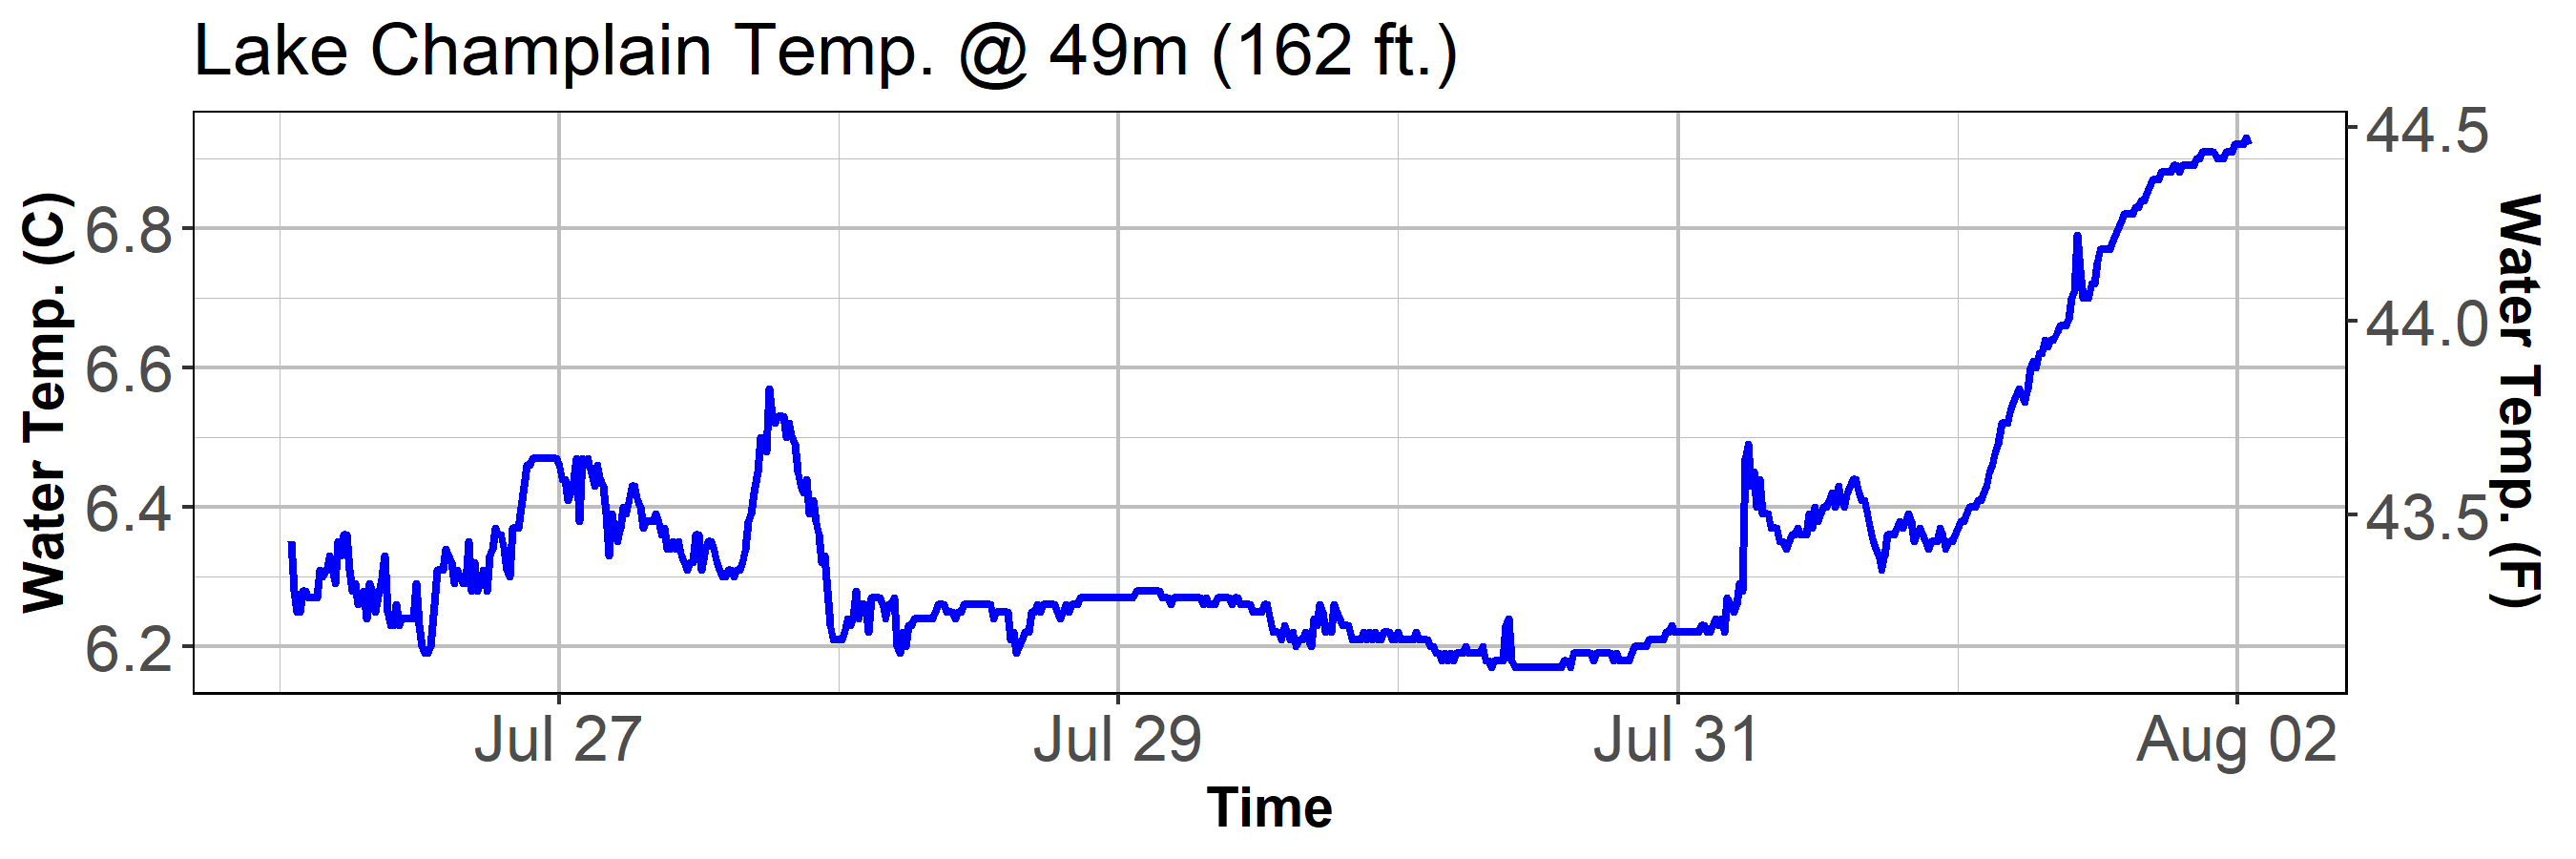 Lake Champlain Temp. @ 49m (162 ft.)
Water Temp. (C)
6.8
6.6
6.4
6.2
44.5
44.0
43.5
Water Temp. (F)
Jul 27 Jul 29 Jul 31 Aug 02
Time